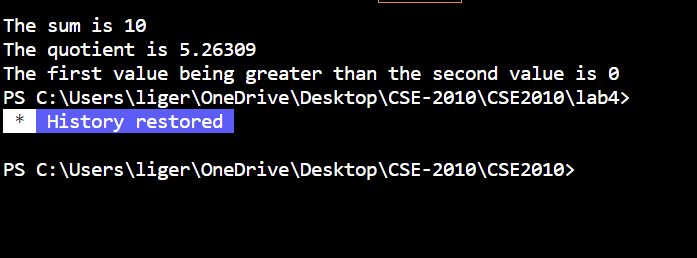 The sum is 10
The quotient is 5.26309
The first value being greater than the second value is 0
PS C:\Users\liger\OneDrive\Desktop\CSE-2010\CSE2010\lab4>
* History restored
PS C:\Users\liger\OneDrive\Desktop\CSE-2010\CSE2010>